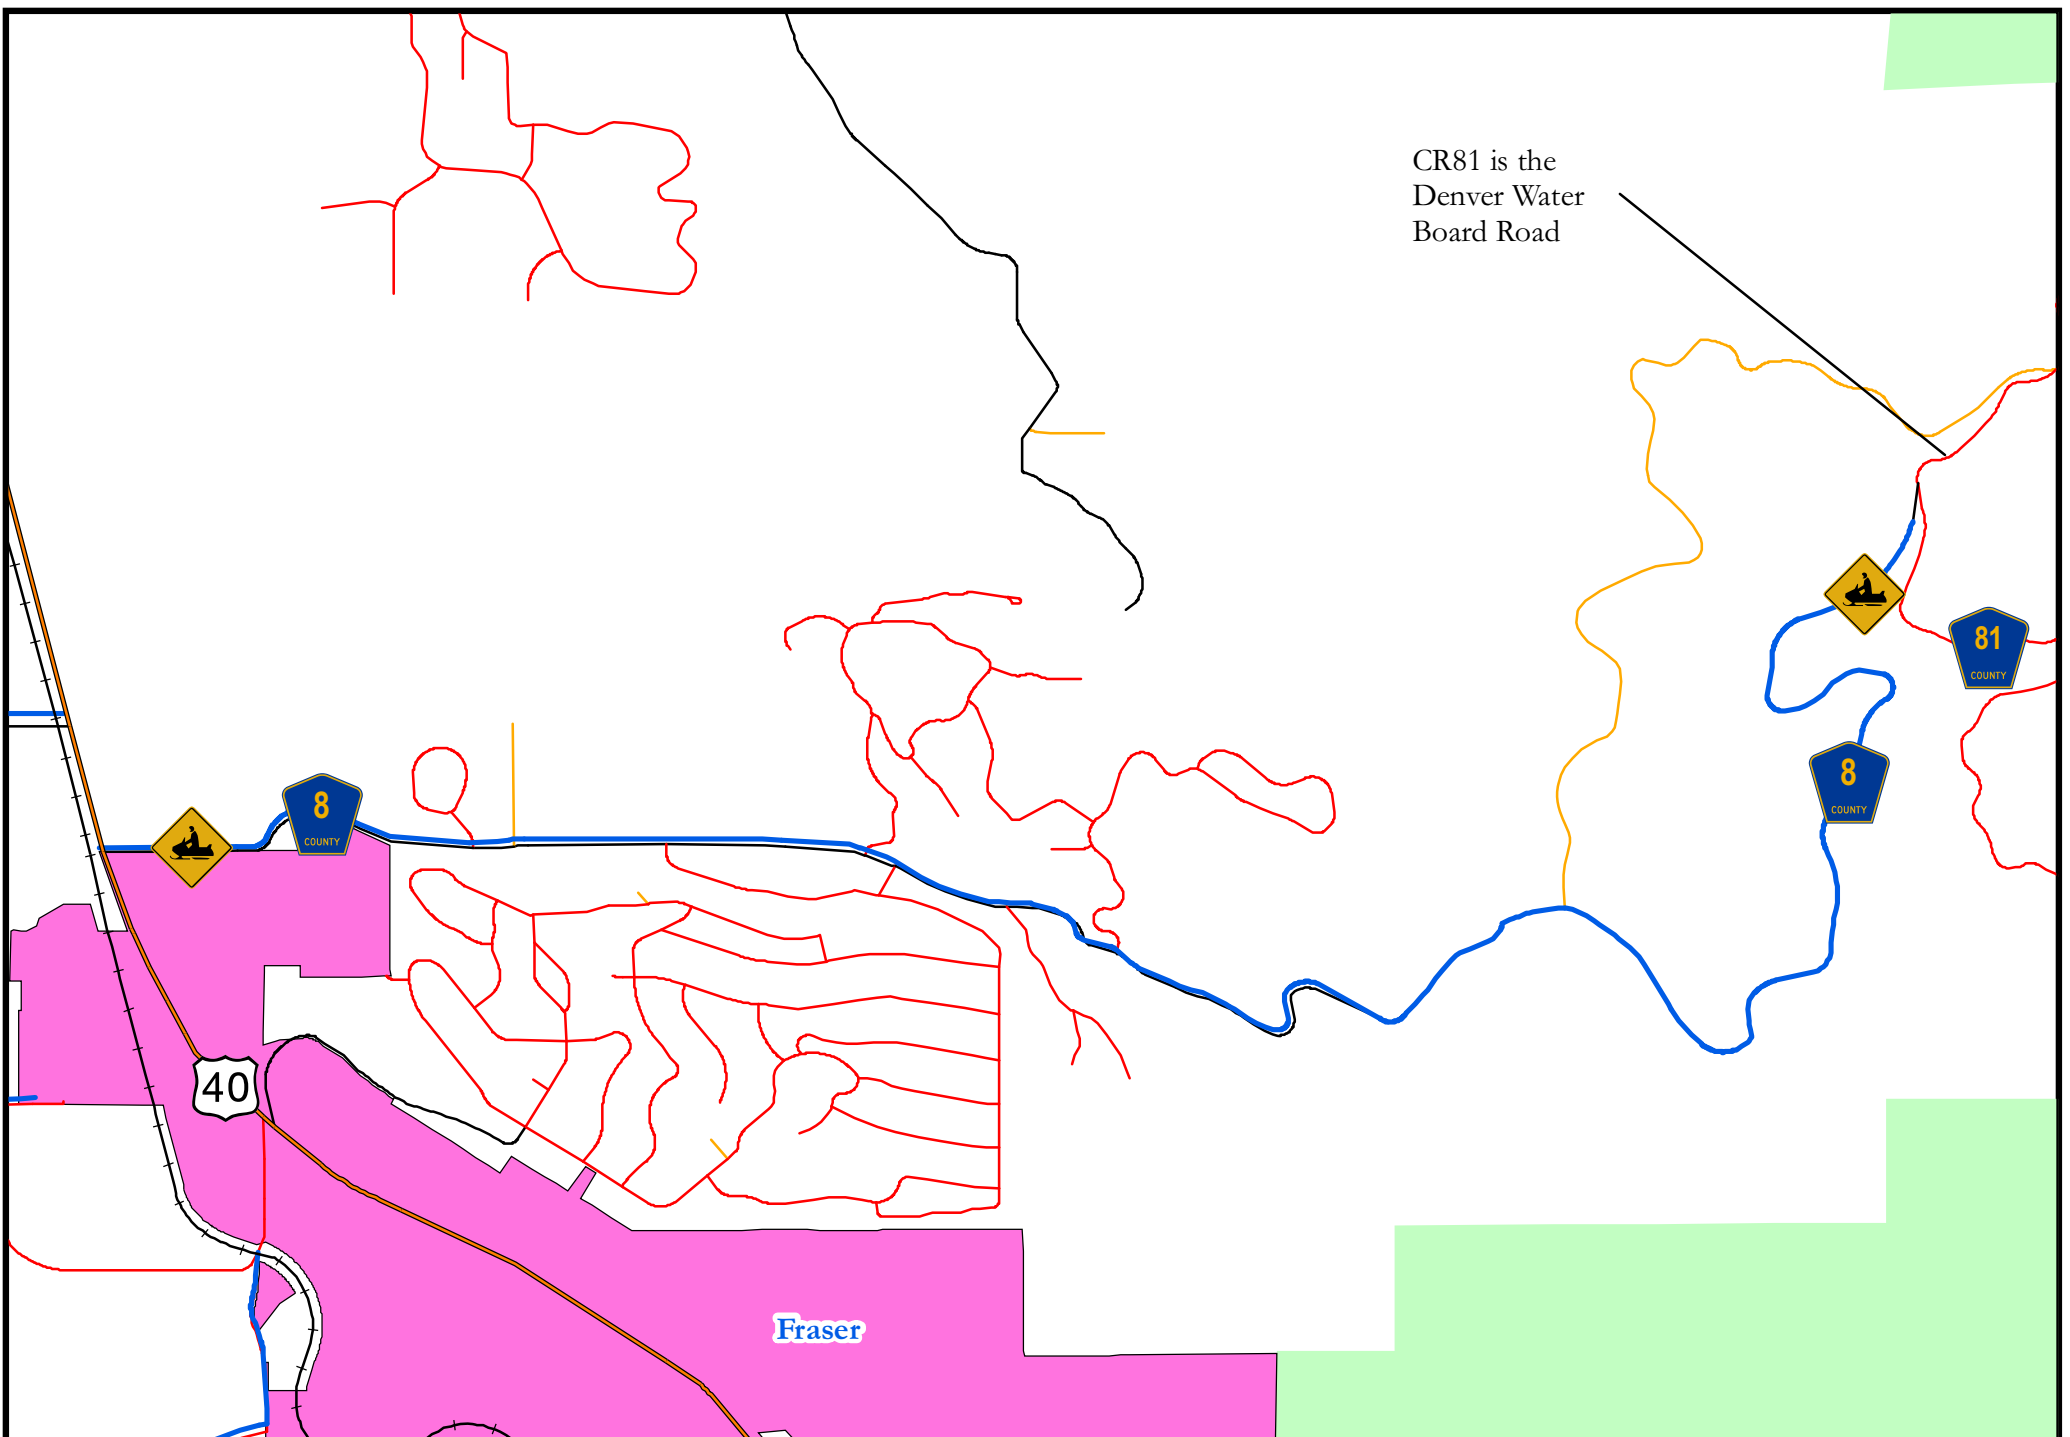 CR81 is the
Denver Water
Board Road
81
COUNTY
8
COUNTY
8
COUNTY
40
Fraser